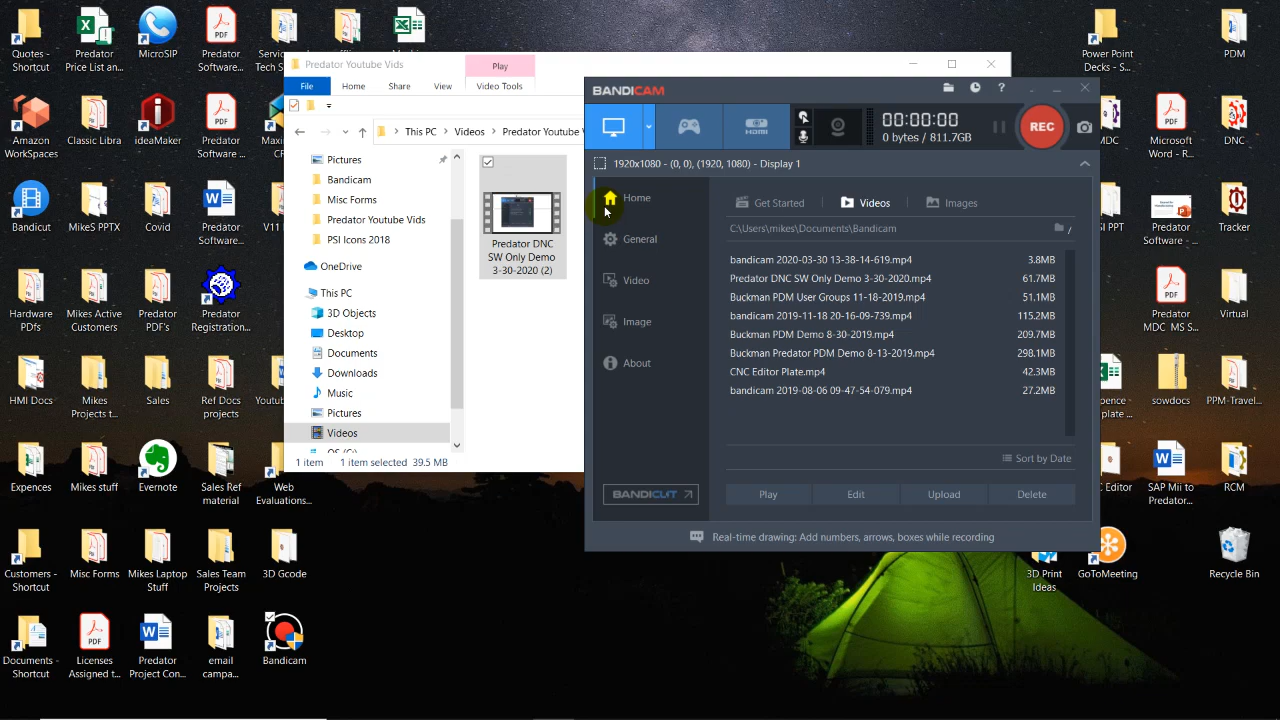 Quotes -
Shortcut
Predator
Price List an...
MicroSIP
Predator
Software ...
Servic
Tech S
Power Point
Decks - S...
PDM
Amazon
WorkSpaces
Classic Libra
ideaMaker
Predator
Software ...
Maxi
CF
Microsoft
Word - R...
DNC
Bandicut
MikeS PPTX
Covid
Predator
Software...
V11
SI PPT
Predator
Software - ...
Tracker
Hardware
PDFs
Mikes Active
Customers
Predator
PDF's
Predator
Registration...
Predator
MDC MS S...
Virtual
HMI Docs
Mikes
Projects t...
Sales
Ref Docs
projects
Youtu
pence -
plate ...
sowdocs
PPM-Travel...
Expences
Mikes stuff
Evernote
Sales Ref
material
Web
Evaluations...
C Editor
SAP Mii to
Predator...
RCM
Customers -
Shortcut
Misc Forms
Mikes Laptop
Stuff
Sales Team
Projects
3D Gcode
3D Print
Ideas
GoToMeeting
Recycle Bin
Documents -
Shortcut
Licenses
Assigned t...
Predator
Project Con...
email
campa...
Bandicam
Predator Youtube Vids
Play
File
Home
Share
View
Video Tools
This PC
Videos
Predator Youtube V
Pictures
Bandicam
Misc Forms
Predator Youtube Vids
PSI Icons 2018
OneDrive
This PC
3D Objects
Desktop
Documents
Downloads
Music
Pictures
Videos
Predator DNC
SW Only Demo
3-30-2020 (2)
1 item
1 item selected 39.5 MB
BANDICAM
HDMI
00:00:00
0 bytes / 811.7GB
REC
1920x1080 - (0, 0), (1920, 1080) - Display 1
Home
General
Video
Image
About
BANDICUT
Get Started
Videos
Images
C:\Users\mikes\Documents\Bandicam
bandicam 2020-03-30 13-38-14-619.mp4 3.8MB
Predator DNC SW Only Demo 3-30-2020.mp4 61.7MB
Buckman PDM User Groups 11-18-2019.mp4 51.1MB
bandicam 2019-11-18 20-16-09-739.mp4 115.2MB
Buckman PDM Demo 8-30-2019.mp4 209.7MB
Buckman Predator PDM Demo 8-13-2019.mp4 298.1MB
CNC Editor Plate.mp4 42.3MB
bandicam 2019-08-06 09-47-54-079.mp4 27.2MB
Sort by Date
Play
Edit
Upload
Delete
Real-time drawing: Add numbers, arrows, boxes while recording